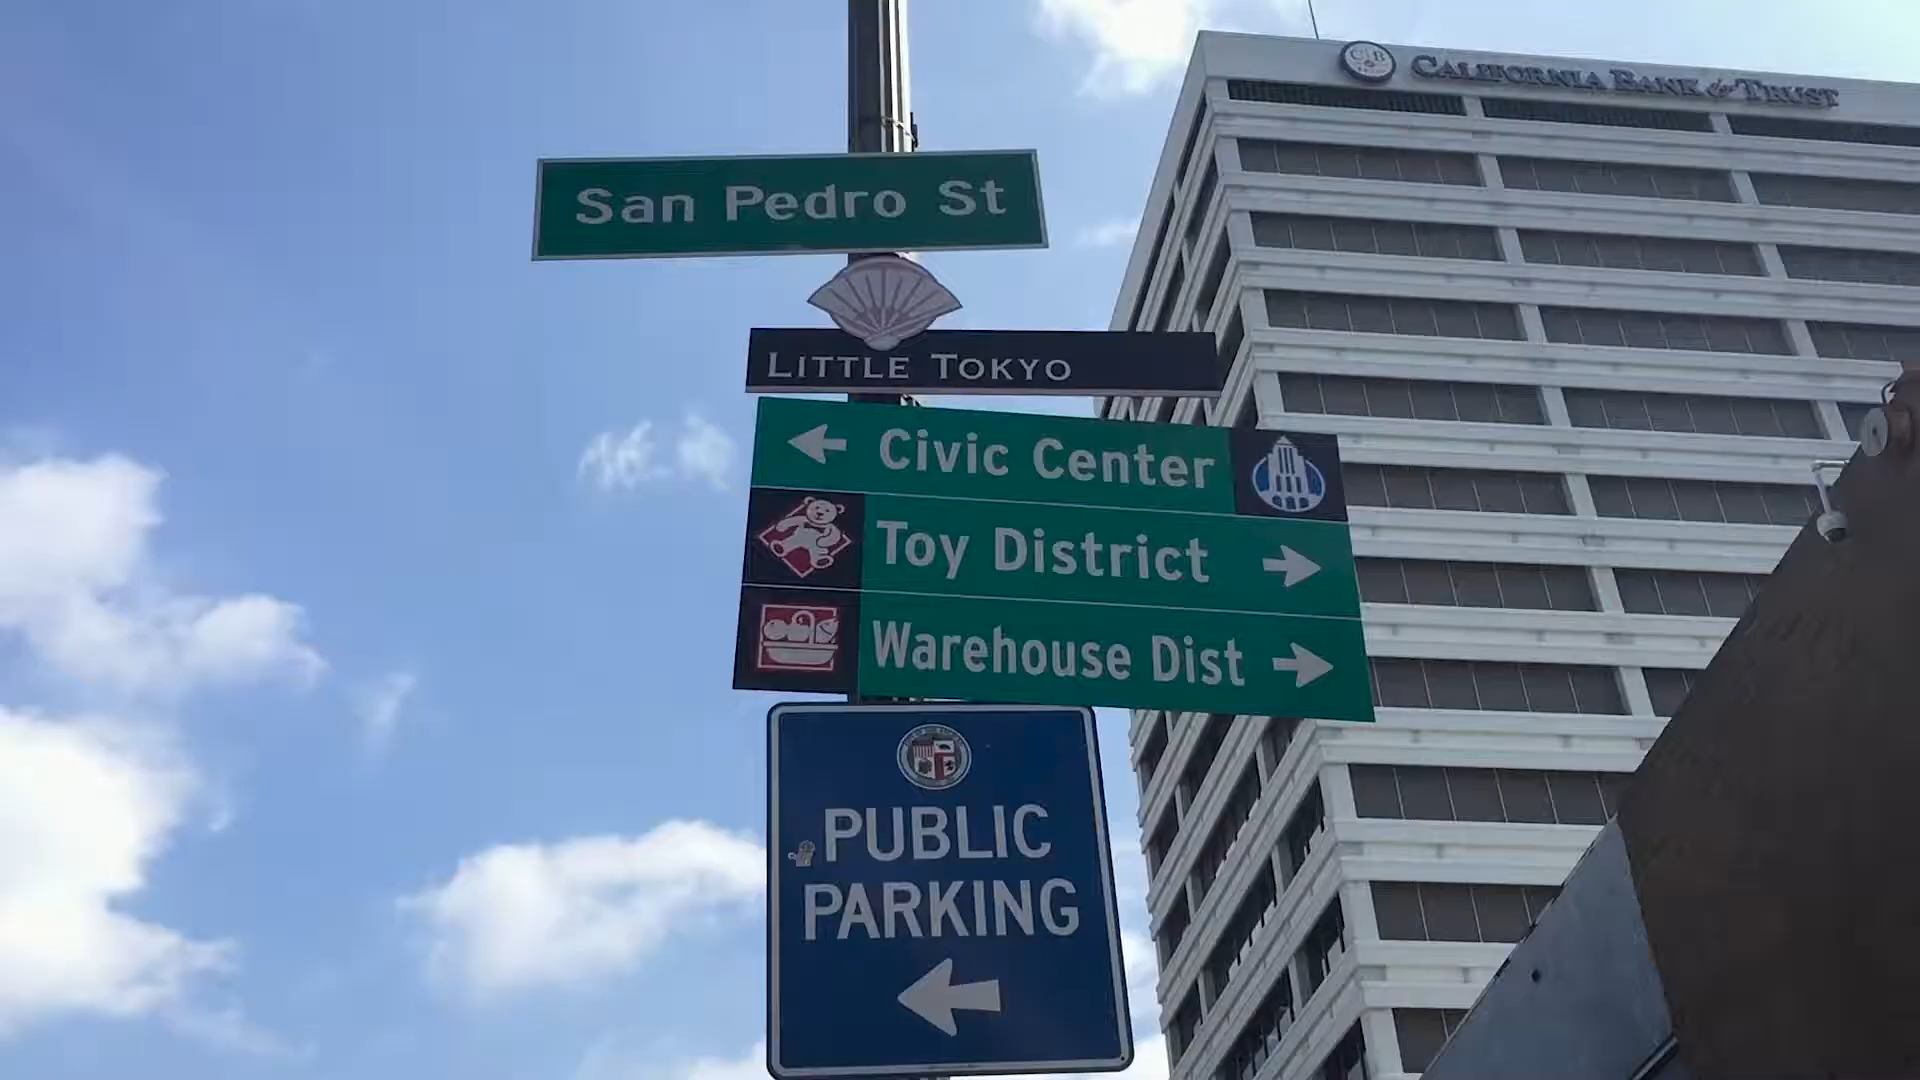 CALIFORNIA BANK & TRUST
San Pedro St
LITTLE TOKYO
Civic Center
Toy District
Warehouse Dist
PUBLIC
PARKING